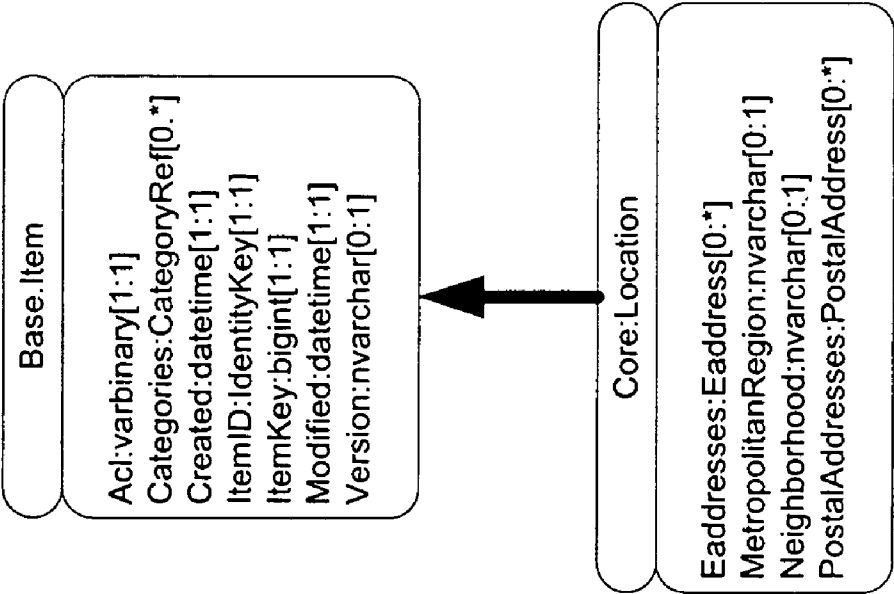 Base.Item
Acl:varbinary[1:1]
Categories:CategoryRef[0.*]
Created:datetime[1:1]
ItemID:IdentityKey[1:1]
ItemKey:bigint[1:1]
Modified:datetime[1:1]
Version:nvarchar[0:1]
Core:Location
Eaddresses:Eaddress[0:*]
MetropolitanRegion:nvarchar[0:1]
Neighborhood:nvarchar[0:1]
PostalAddresses:PostalAddress[0:*]